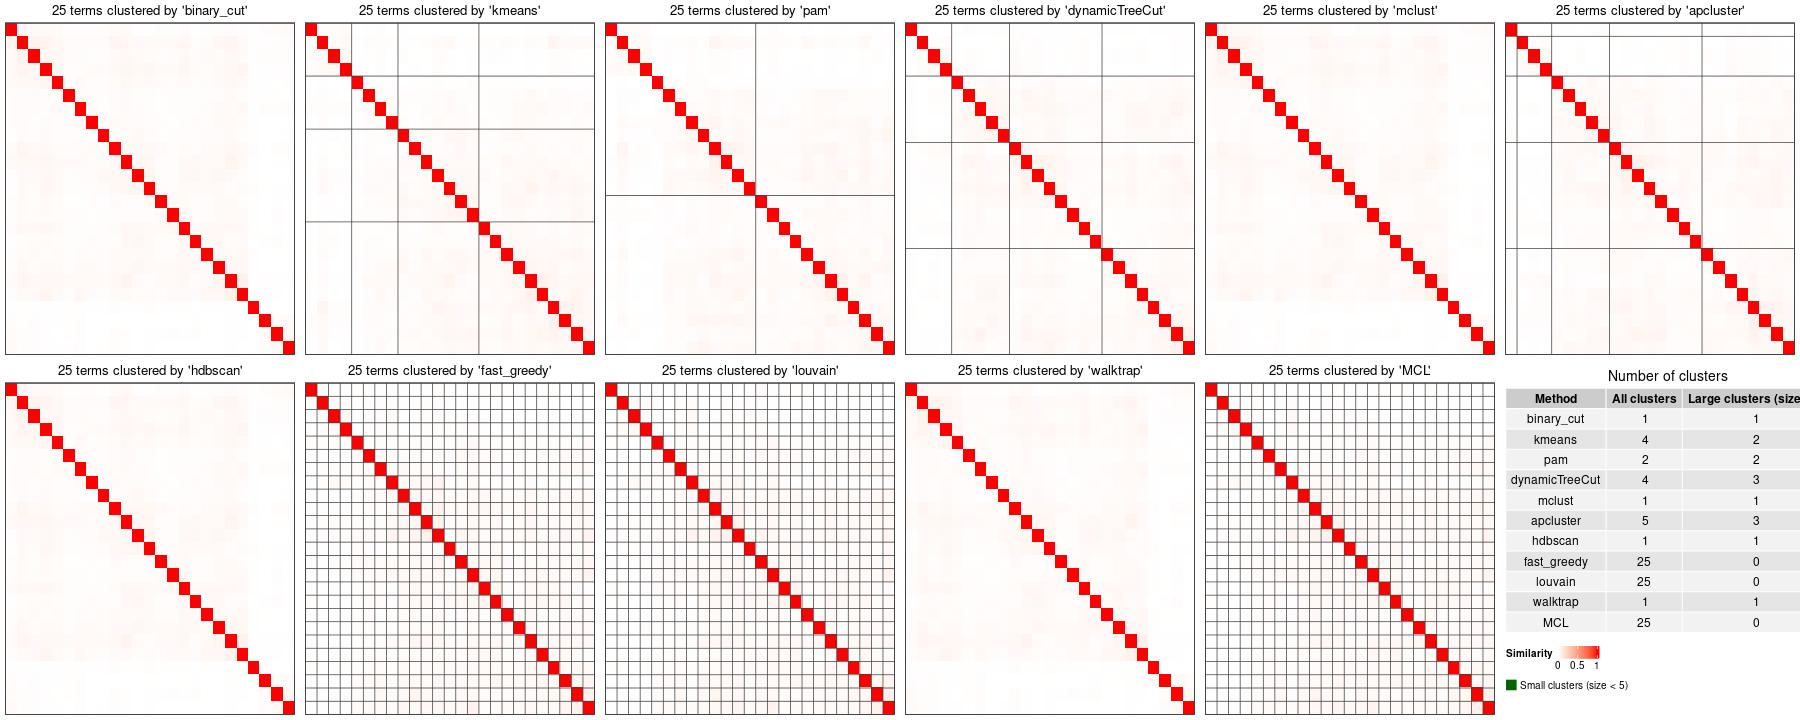 25 terms clustered by 'binary_cut'
25 terms clustered by 'kmeans'
25 terms clustered by 'pam'
25 terms clustered by 'dynamicTreeCut'
25 terms clustered by 'mclust'
25 terms clustered by 'apcluster'
25 terms clustered by 'hdbscan'
25 terms clustered by 'fast_greedy'
25 terms clustered by 'louvain'
25 terms clustered by 'walktrap'
25 terms clustered by 'MCL'
Number of clusters
Method All clusters Large clusters (size
binary_cut 1 1
kmeans 4 2
pam 2 2
dynamicTreeCut 4 3
mclust 1 1
apcluster 5 3
hdbscan 1 1
fast_greedy 25 0
louvain 25 0
walktrap 1 1
MCL 25 0
Similarity
0 0.5 1
Small clusters (size < 5)